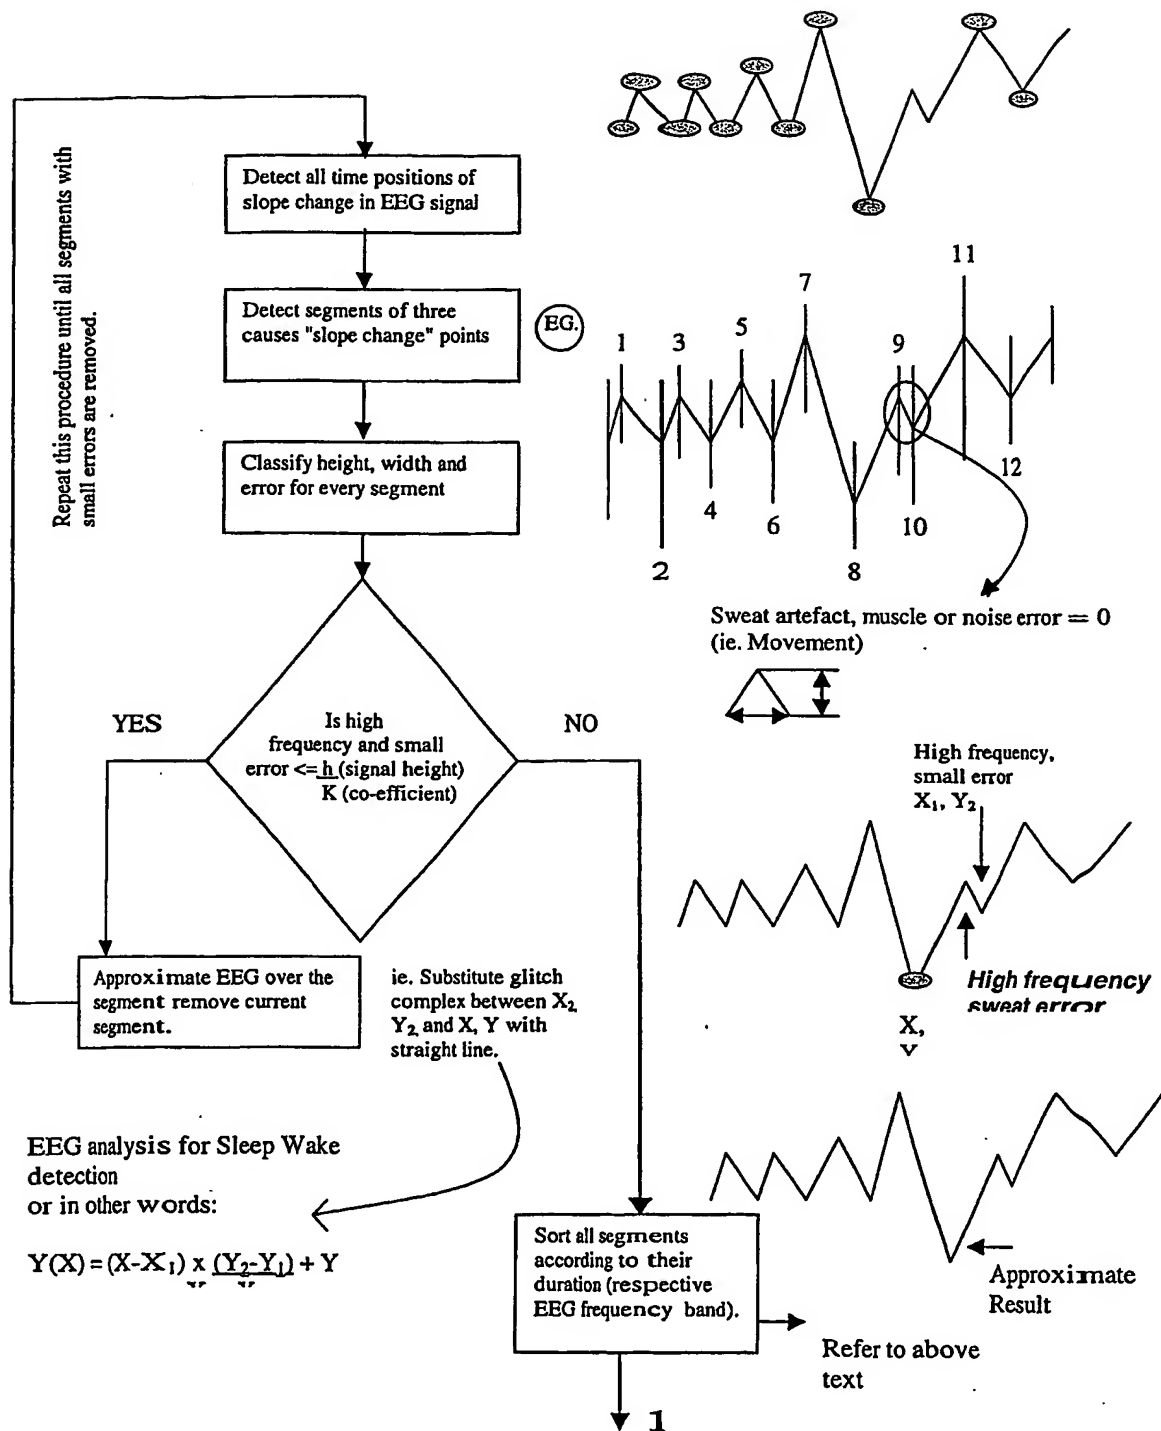 Repeat this procedure until all segments with
small errors are removed.
Detect all time positions of
slope change in EEG signal
Detect segments of three
causes "slope change" points
EG.
Classify height, width and
error for every segment
YES
Is high
frequency and small
error <= h (signal height)
K (co-efficient)
NO
Approximate EEG over the
segment remove current
segment.
ie. Substitute glitch
complex between X2,
Y2, and X, Y with
straight line.
EEG analysis for Sleep Wake
detection
or in other words:
Y(X) = (X-X1) x (Y2-Y1) + Y
Sort all segments
according to their
duration (respective
EEG frequency band).
Refer to above
text
1
1
3
5
7
9
11
2
4
6
8
10
12
Sweat artefact, muscle or noise error = 0
(ie. Movement)
High frequency,
small error
X1, Y2
High frequency
sweat error
X,
Approximate
Result